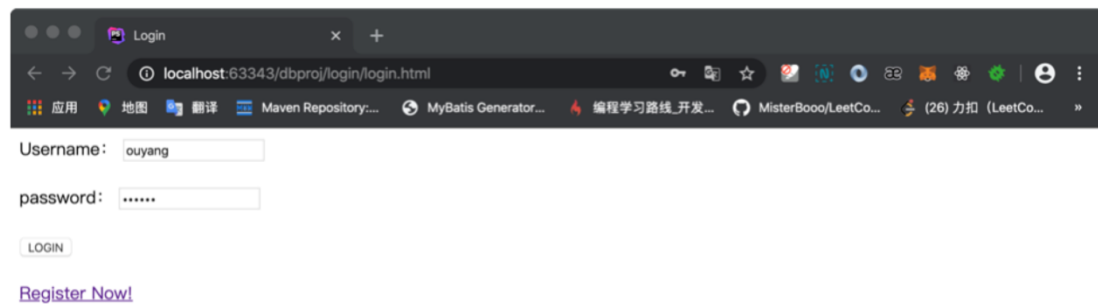 Login
localhost:63343/dbproj/login/login.html
应用 地图 翻译 Maven Repository:... MyBatis Generator... 编程学习路线_开发... MisterBooo/LeetCo... (26) 力扣（LeetCo... »
Username： ouyang
password： ••••••
LOGIN
Register Now!